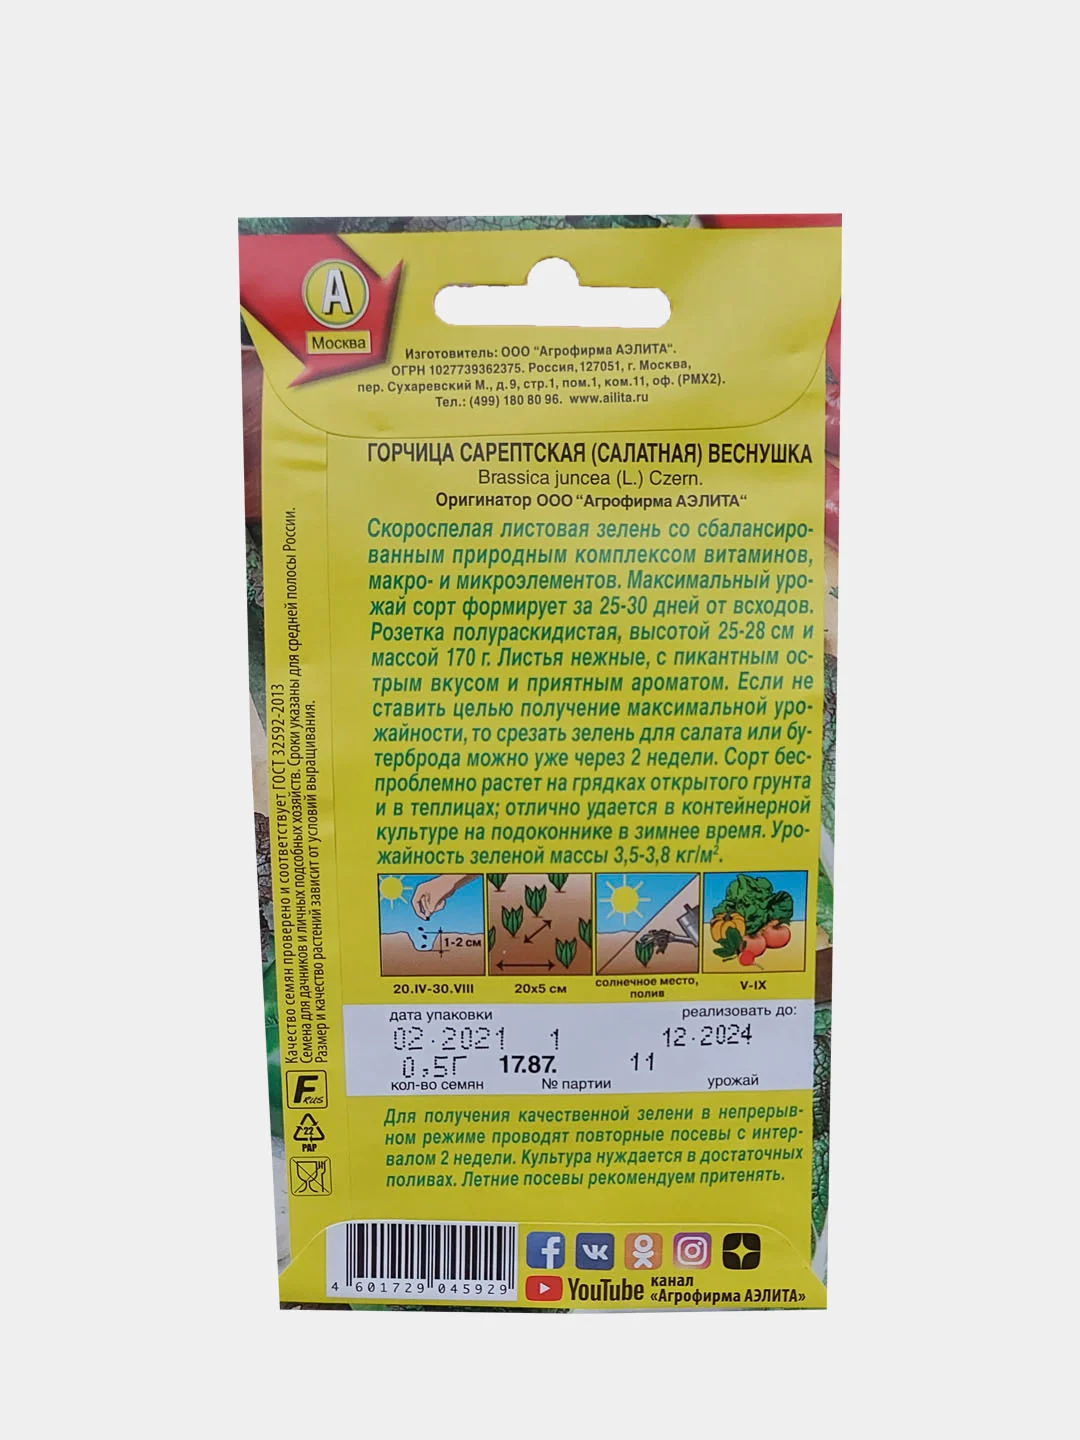 А
Москва
Изготовитель: ООО "Агрофирма АЭЛИТА".
ОГРН 1027739362375. Россия,127051, г. Москва,
пер. Сухаревский М., д.9, стр.1, пом.1, ком.11, оф. (РМХ2).
Тел.: (499) 180 80 96. www.ailita.ru
ГОРЧИЦА САРЕПТСКАЯ (САЛАТНАЯ) ВЕСНУШКА
Brassica juncea (L.) Czern.
Оригинатор ООО “Агрофирма АЭЛИТА“
Скороспелая листовая зелень со сбалансиро-
ванным природным комплексом витаминов,
макро- и микроэлементов. Максимальный уро-
жай сорт формирует за 25-30 дней от всходов.
Розетка полураскидистая, высотой 25-28 см и
массой 170 г. Листья нежные, с пикантным ос-
трым вкусом и приятным ароматом. Если не
ставить целью получение максимальной уро-
жайности, то срезать зелень для салата или бу-
терброда можно уже через 2 недели. Сорт бес-
проблемно растет на грядках открытого грунта
и в теплицах; отлично удается в контейнерной
культуре на подоконнике в зимнее время. Уро-
жайность зеленой массы 3,5-3,8 кг/м².
1-2 см
20.IV-30.VIII
20х5 см
солнечное место,
полив
V-IX
дата упаковки
реализовать до:
02.2021 1
12.2024
0,5Г
17.87.
11
кол-во семян
№ партии
урожай
Для получения качественной зелени в непрерыв-
ном режиме проводят повторные посевы с интер-
валом 2 недели. Культура нуждается в достаточных
поливах. Летние посевы рекомендуем притенять.
Качество семян проверено и соответствует ГОСТ 32592-2013
Семена для дачников и личных подсобных хозяйств. Сроки указаны для средней полосы России.
Размер и качество растений зависит от условий выращивания.
F RUS
22
PAP
4 601729 045929
YouTube
канал
«Агрофирма АЭЛИТА»